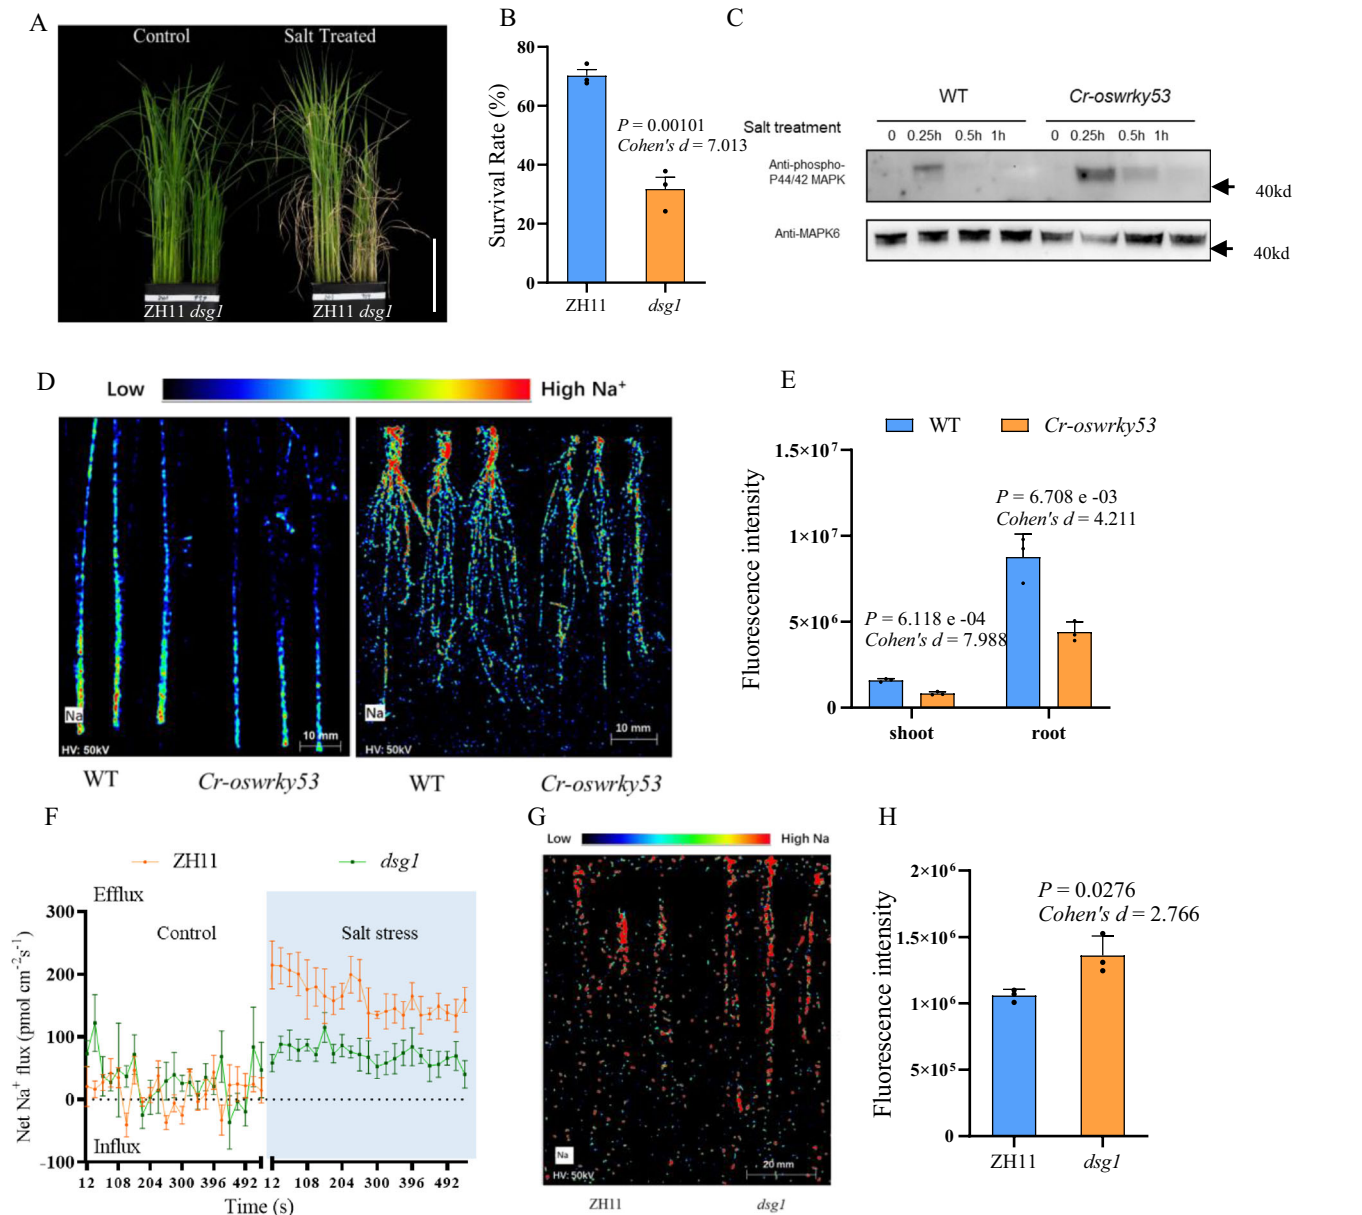 A
Control
Salt Treated
ZH11 dsg1
ZH11 dsg1
B
Survival Rate (%)
80
60
40
20
0
P = 0.00101
Cohen's d = 7.013
ZH11
dsg1
C
WT
Cr-oswrky53
Salt treatment
0 0.25h 0.5h 1h
0 0.25h 0.5h 1h
Anti-phospho-
P44/42 MAPK
40kd
Anti-MAPK6
40kd
D
Low
High Na+
Na
HV: 50kV
10 mm
Na
HV: 50kV
10 mm
WT
Cr-oswrky53
WT
Cr-oswrky53
E
WT
Cr-oswrky53
Fluorescence intensity
1.5×10⁷
1×10⁷
5×10⁶
0
P = 6.118 e -04
Cohen's d = 7.988
P = 6.708 e -03
Cohen's d = 4.211
shoot
root
F
ZH11
dsg1
Efflux
Control
Salt stress
Influx
Net Na⁺ flux (pmol cm⁻²s⁻¹)
300
200
100
0
-100
12 108 204 300 396 492
12 108 204 300 396 492
Time (s)
G
Low
High Na
Na
HV: 50kV
20 mm
ZH11
dsg1
H
Fluorescence intensity
2×10⁶
1.5×10⁶
1×10⁶
5×10⁵
0
P = 0.0276
Cohen's d = 2.766
ZH11
dsg1